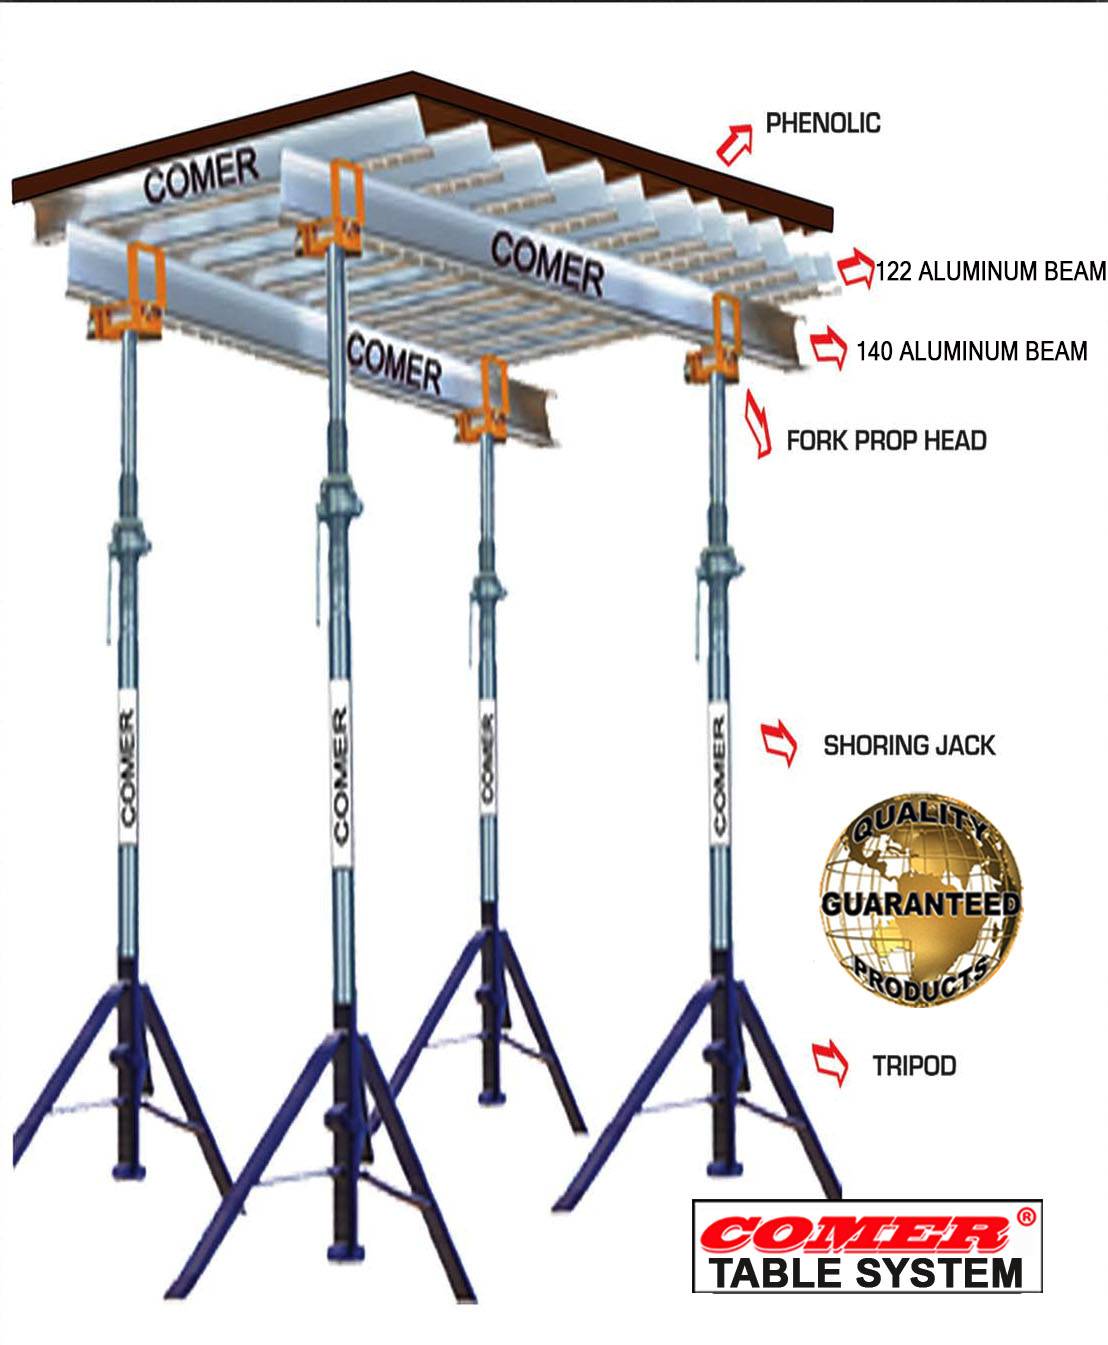 PHENOLIC
COMER
COMER
122 ALUMINUM BEAM
140 ALUMINUM BEAM
COMER
FORK PROP HEAD
COMER
COMER
COMER
COMER
SHORING JACK
QUALITY
GUARANTEED
PRODUCTS
TRIPOD
COMER®
TABLE SYSTEM